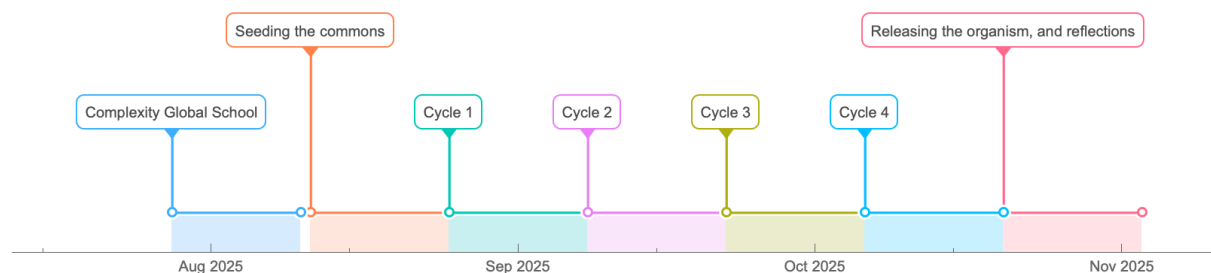 Seeding the commons
Releasing the organism, and reflections
Complexity Global School
Cycle 1
Cycle 2
Cycle 3
Cycle 4
Aug 2025
Sep 2025
Oct 2025
Nov 2025